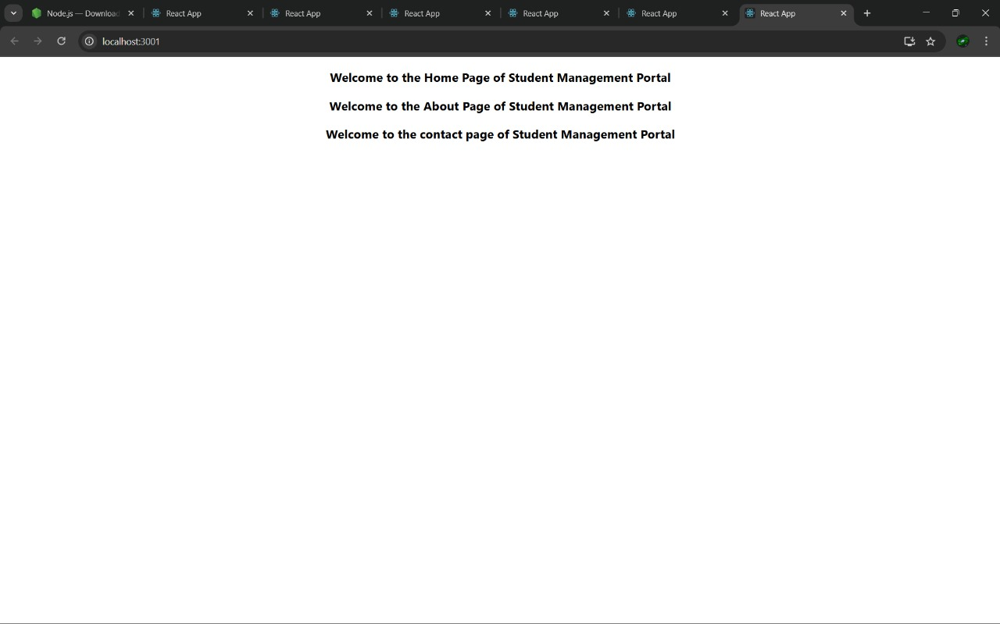 Node.js — Download
React App
React App
React App
React App
React App
React App
localhost:3001
Welcome to the Home Page of Student Management Portal
Welcome to the About Page of Student Management Portal
Welcome to the contact page of Student Management Portal